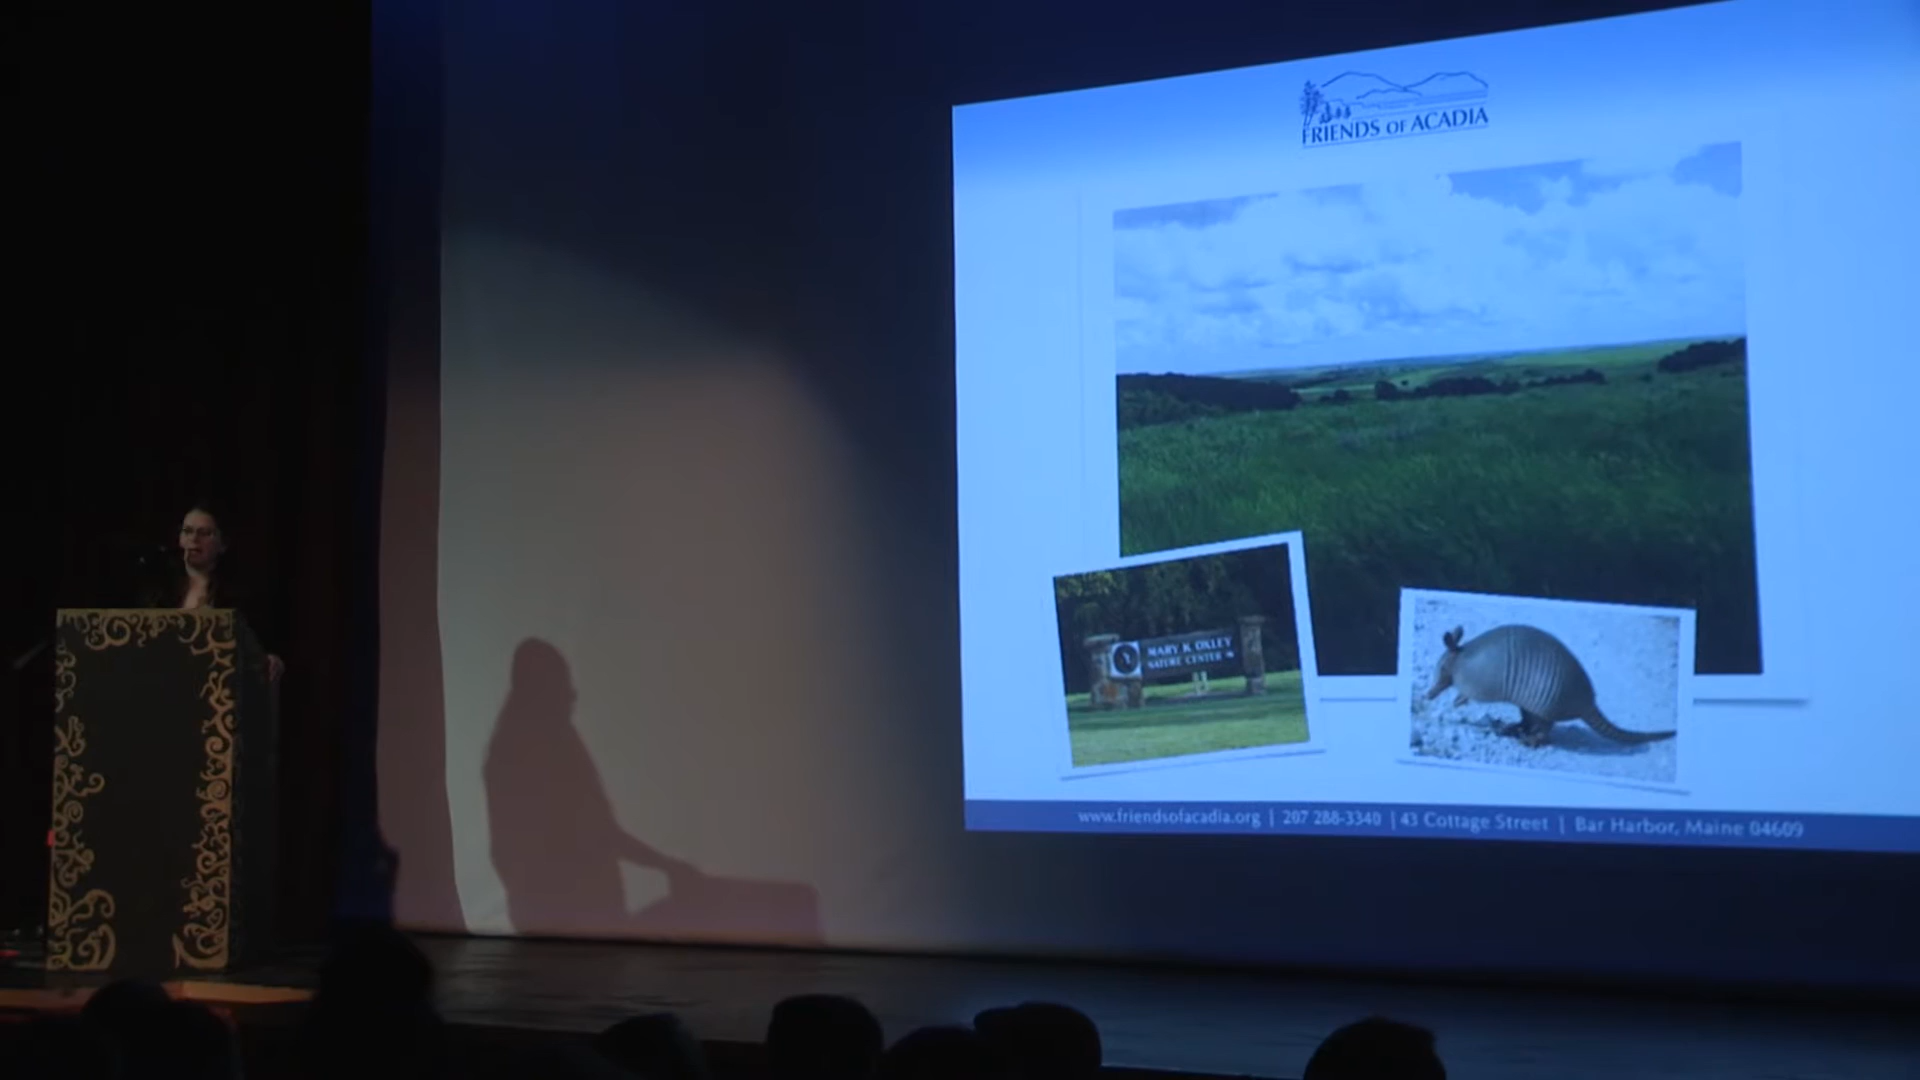 FRIENDS OF ACADIA
MARY K OXLEY
NATURE CENTER
www.friendsofacadia.org | 207 288-3340 | 43 Cottage Street | Bar Harbor, Maine 04609